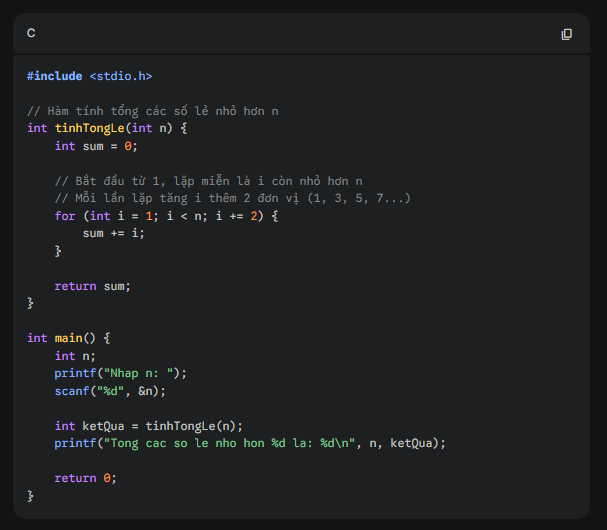 C
#include <stdio.h>
// Hàm tính tổng các số lẻ nhỏ hơn n
int tinhTongLe(int n) {
    int sum = 0;
    // Bắt đầu từ 1, lặp miễn là i còn nhỏ hơn n
    // Mỗi lần lặp tăng i thêm 2 đơn vị (1, 3, 5, 7...)
    for (int i = 1; i < n; i += 2) {
        sum += i;
    }
    return sum;
}
int main() {
    int n;
    printf("Nhap n: ");
    scanf("%d", &n);
    int ketQua = tinhTongLe(n);
    printf("Tong cac so le nho hon %d la: %d\n", n, ketQua);
    return 0;
}